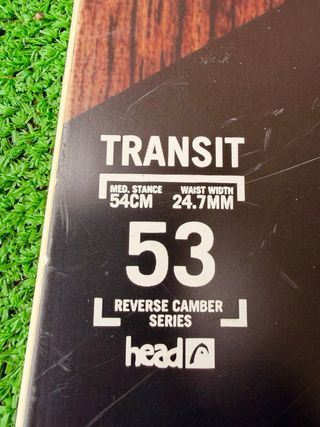 TRANSIT
MED. STANCE WAIST WIDTH
54CM 24.7MM
53
REVERSE CAMBER
SERIES
head